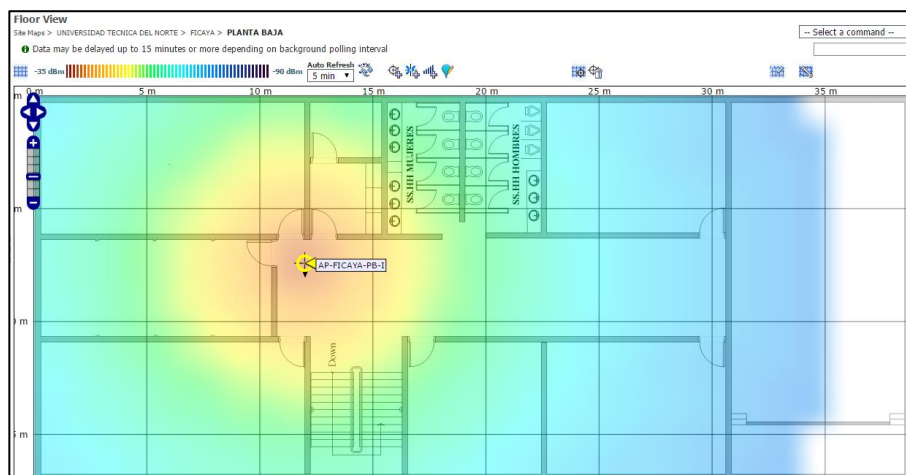 Floor View
Site Maps > UNIVERSIDAD TECNICA DEL NORTE > FICAYA > PLANTA BAJA
-- Select a command --
Data may be delayed up to 15 minutes or more depending on background polling interval
-35 dBm
-90 dBm
Auto Refresh
5 min
0 m
5 m
10 m
15 m
20 m
25 m
30 m
35 m
m
SS.HH MUJERES
SS.HH HOMBRES
m
AP-FICAYA-PB-I
0 m
Down
5 m